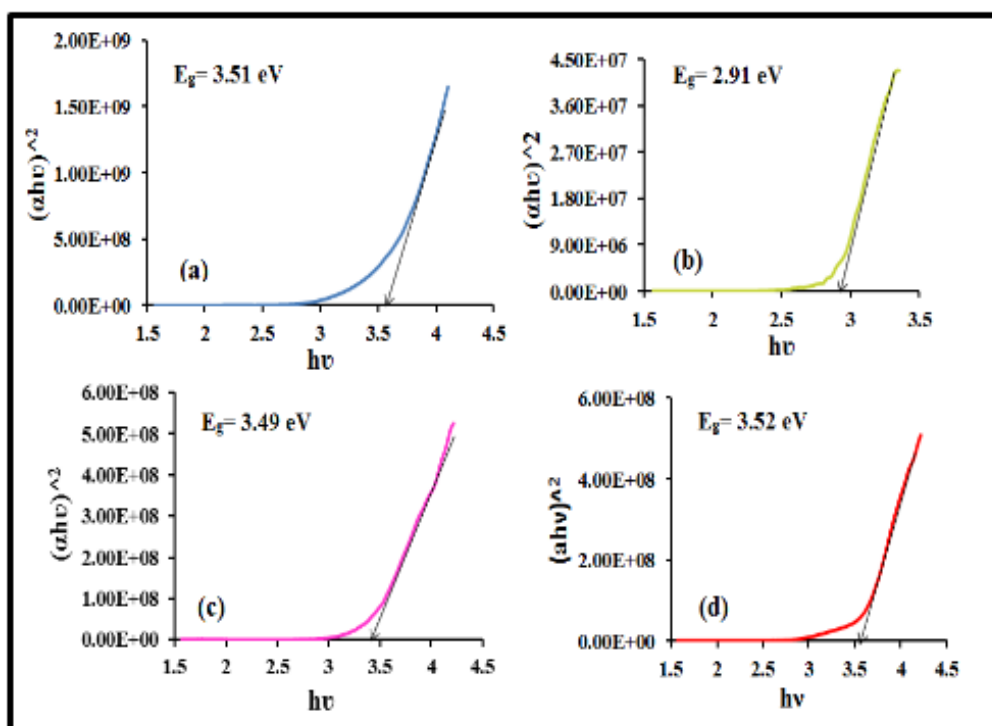 2.00E+09
1.50E+09
1.00E+09
5.00E+08
0.00E+00
(αhυ)^2
E_g= 3.51 eV
(a)
1.5 2 2.5 3 3.5 4 4.5
hυ
4.50E+07
3.60E+07
2.70E+07
1.80E+07
9.00E+06
0.00E+00
(αhυ)^2
E_g= 2.91 eV
(b)
1.5 2 2.5 3 3.5
hυ
6.00E+08
5.00E+08
4.00E+08
3.00E+08
2.00E+08
1.00E+08
0.00E+00
(αhυ)^2
E_g= 3.49 eV
(c)
1.5 2 2.5 3 3.5 4 4.5
hυ
6.00E+08
4.00E+08
2.00E+08
0.00E+00
(ahv)^2
E_g= 3.52 eV
(d)
1.5 2 2.5 3 3.5 4 4.5
hv